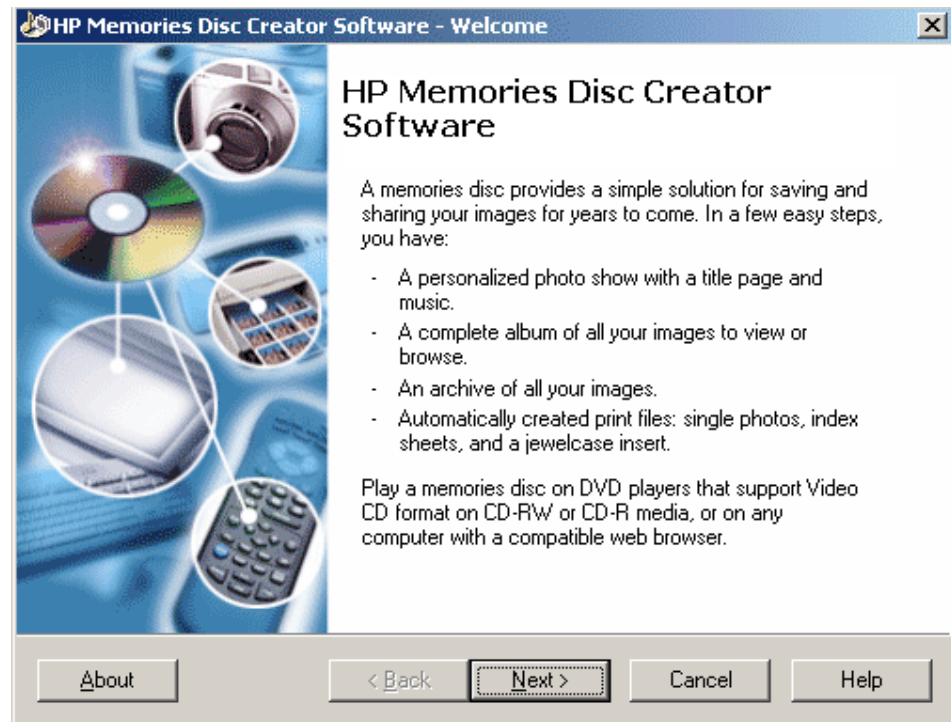 HP Memories Disc Creator Software - Welcome
HP Memories Disc Creator
Software
A memories disc provides a simple solution for saving and
sharing your images for years to come. In a few easy steps,
you have:
- A personalized photo show with a title page and
music.
- A complete album of all your images to view or
browse.
- An archive of all your images.
- Automatically created print files: single photos, index
sheets, and a jewelcase insert.
Play a memories disc on DVD players that support Video
CD format on CD-RW or CD-R media, or on any
computer with a compatible web browser.
About
< Back
Next >
Cancel
Help